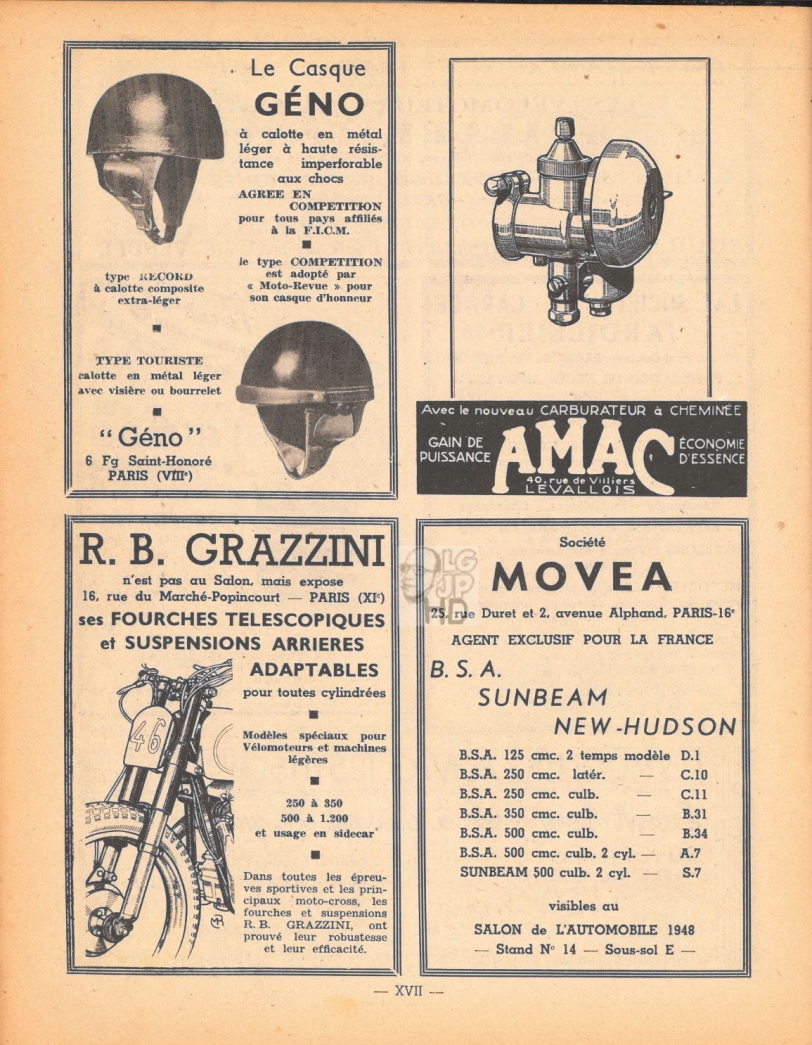 Le Casque
GÉNO
à calotte en métal
léger à haute résis-
tance imperforable
aux chocs
AGREE EN
COMPETITION
pour tous pays affiliés
à la F.I.C.M.
le type COMPETITION
est adopté par
« Moto-Revue » pour
son casque d'honneur
type RECORD
à calotte composite
extra-léger
TYPE TOURISTE
calotte en métal léger
avec visière ou bourrelet
“Géno”
6 Fg Saint-Honoré
PARIS (VIIIᵉ)
Avec le nouveau CARBURATEUR à CHEMINÉE
GAIN DE
PUISSANCE
AMAC
ÉCONOMIE
D'ESSENCE
40, rue de Villiers
LEVALLOIS
R. B. GRAZZINI
n'est pas au Salon, mais expose
16, rue du Marché-Popincourt — PARIS (XIᵉ)
ses FOURCHES TELESCOPIQUES
et SUSPENSIONS ARRIERES
ADAPTABLES
pour toutes cylindrées
Modèles spéciaux pour
Vélomoteurs et machines
légères
250 à 350
500 à 1.200
et usage en sidecar
Dans toutes les épreu-
ves sportives et les prin-
cipaux moto-cross, les
fourches et suspensions
R. B. GRAZZINI, ont
prouvé leur robustesse
et leur efficacité.
46
Société
MOVEA
25, rue Duret et 2, avenue Alphand, PARIS-16ᵉ
AGENT EXCLUSIF POUR LA FRANCE
B. S. A.
SUNBEAM
NEW-HUDSON
B.S.A. 125 cmc. 2 temps modèle D.1
B.S.A. 250 cmc. latér. — C.10
B.S.A. 250 cmc. culb. — C.11
B.S.A. 350 cmc. culb. — B.31
B.S.A. 500 cmc. culb. — B.34
B.S.A. 500 cmc. culb. 2 cyl. — A.7
SUNBEAM 500 culb. 2 cyl. — S.7
visibles au
SALON de L'AUTOMOBILE 1948
— Stand Nᵒ 14 — Sous-sol E —
LG
JP
HD
— XVII —